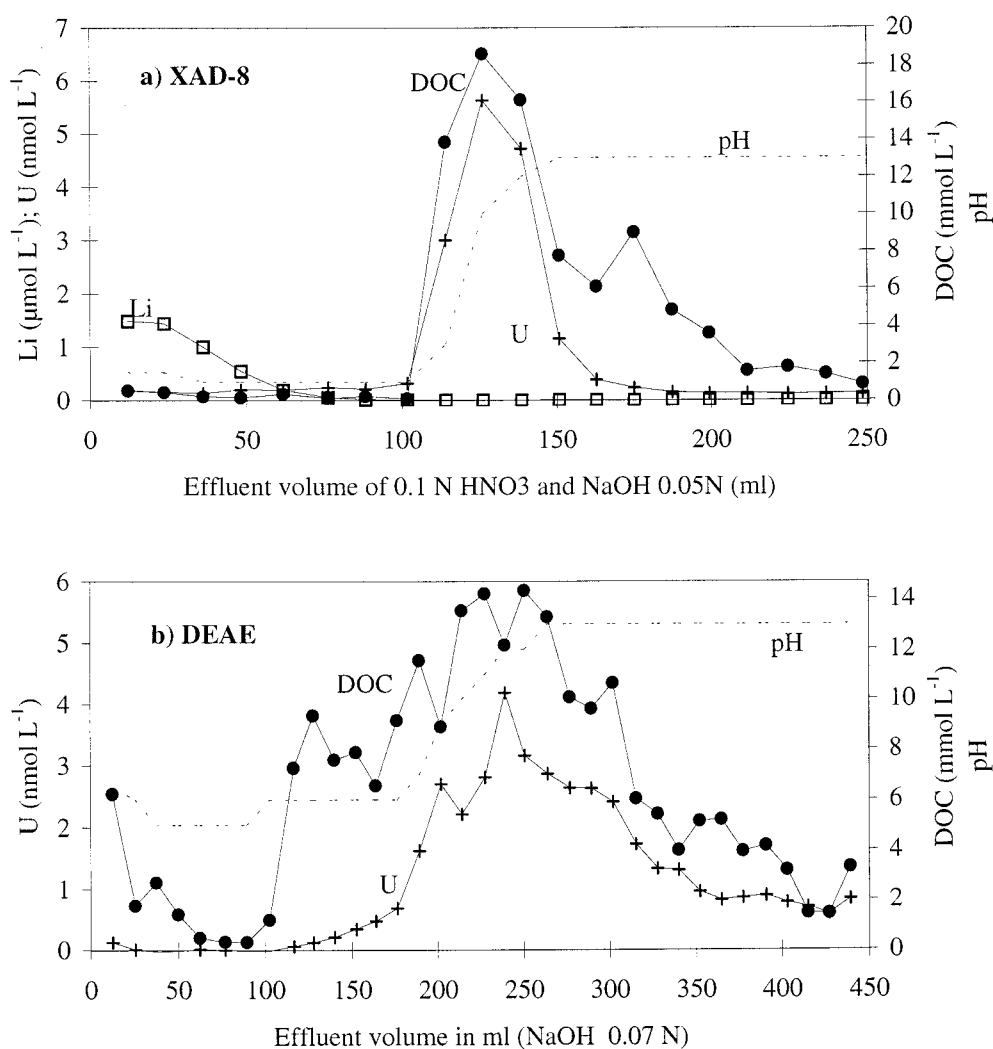 a) XAD-8
7
6
5
4
3
2
1
0
Li (µmol L⁻¹); U (nmol L⁻¹)
20
18
16
14
12
10
8
6
4
2
0
DOC (mmol L⁻¹)
pH
DOC
pH
Li
U
0 50 100 150 200 250
Effluent volume of 0.1 N HNO3 and NaOH 0.05N (ml)
b) DEAE
6
5
4
3
2
1
0
U (nmol L⁻¹)
14
12
10
8
6
4
2
0
DOC (mmol L⁻¹)
pH
pH
DOC
U
0 50 100 150 200 250 300 350 400 450
Effluent volume in ml (NaOH 0.07 N)